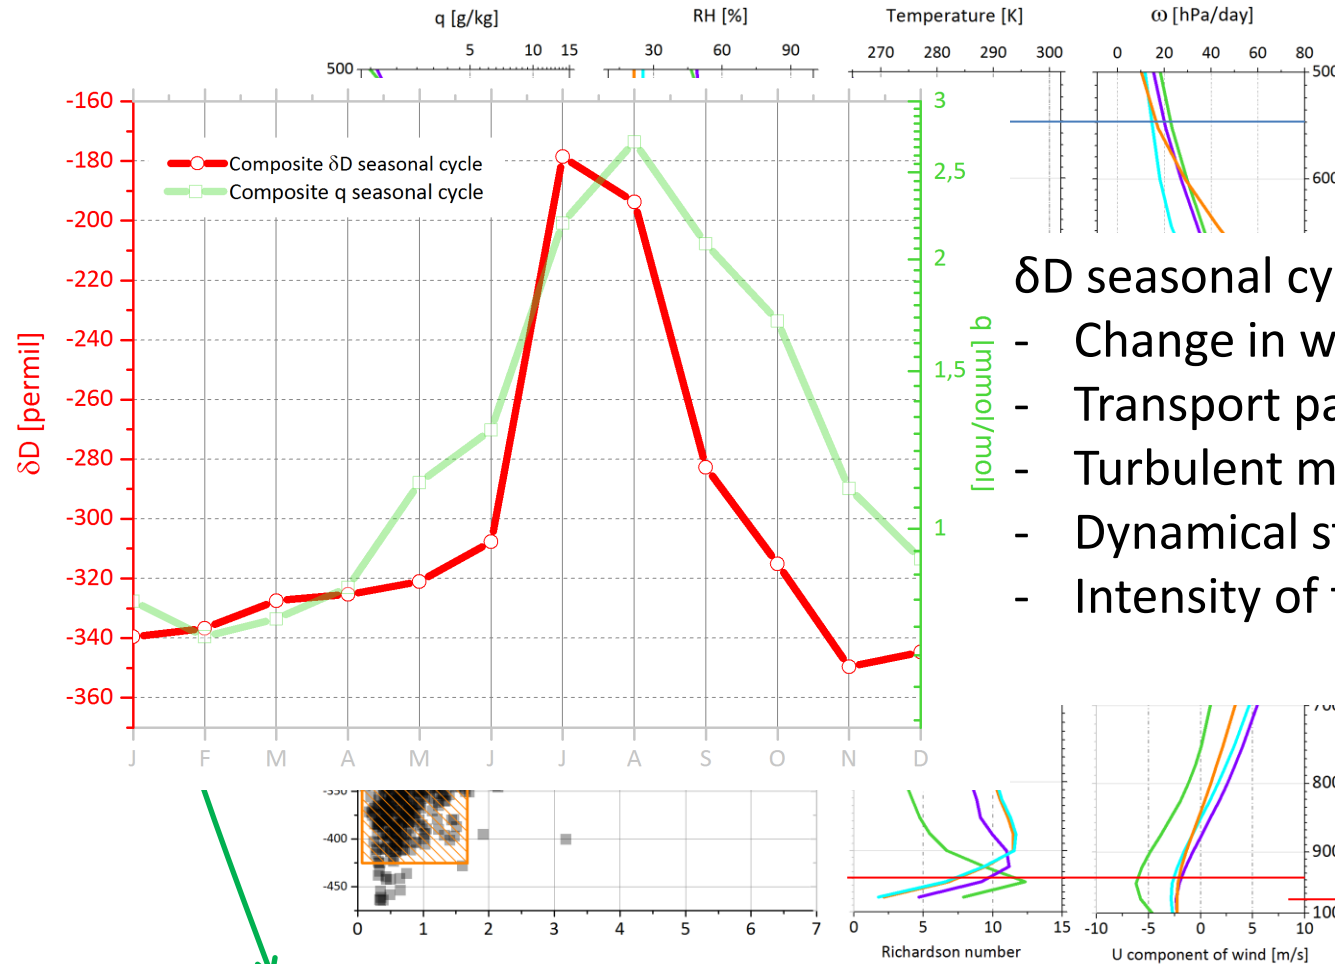 q [g/kg] RH [%] Temperature [K] ω [hPa/day]
5 10 15 30 60 90 270 280 290 300 0 20 40 60 80
500
600
-160
-180
-200
-220
-240
-260
-280
-300
-320
-340
-360
δD [permil]
Composite δD seasonal cycle
Composite q seasonal cycle
3
2,5
2
1,5
1
q [mmol/mol]
J F M A M J J A S O N D
δD seasonal cy
- Change in w
- Transport pa
- Turbulent m
- Dynamical s
- Intensity of
-350
-400
-450
0 1 2 3 4 5 6 7
0 5 10 15
Richardson number
800
900
-10 -5 0 5 10
U component of wind [m/s]